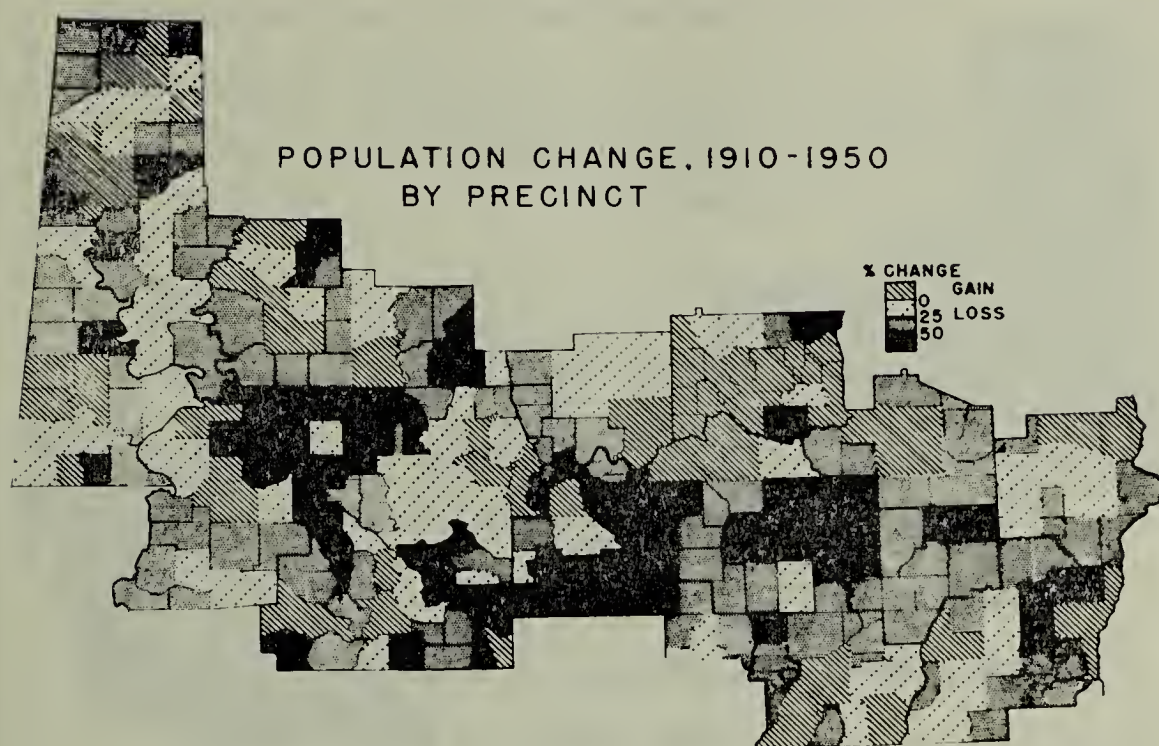 POPULATION CHANGE, 1910-1950
BY PRECINCT
% CHANGE
GAIN
0
25 LOSS
50